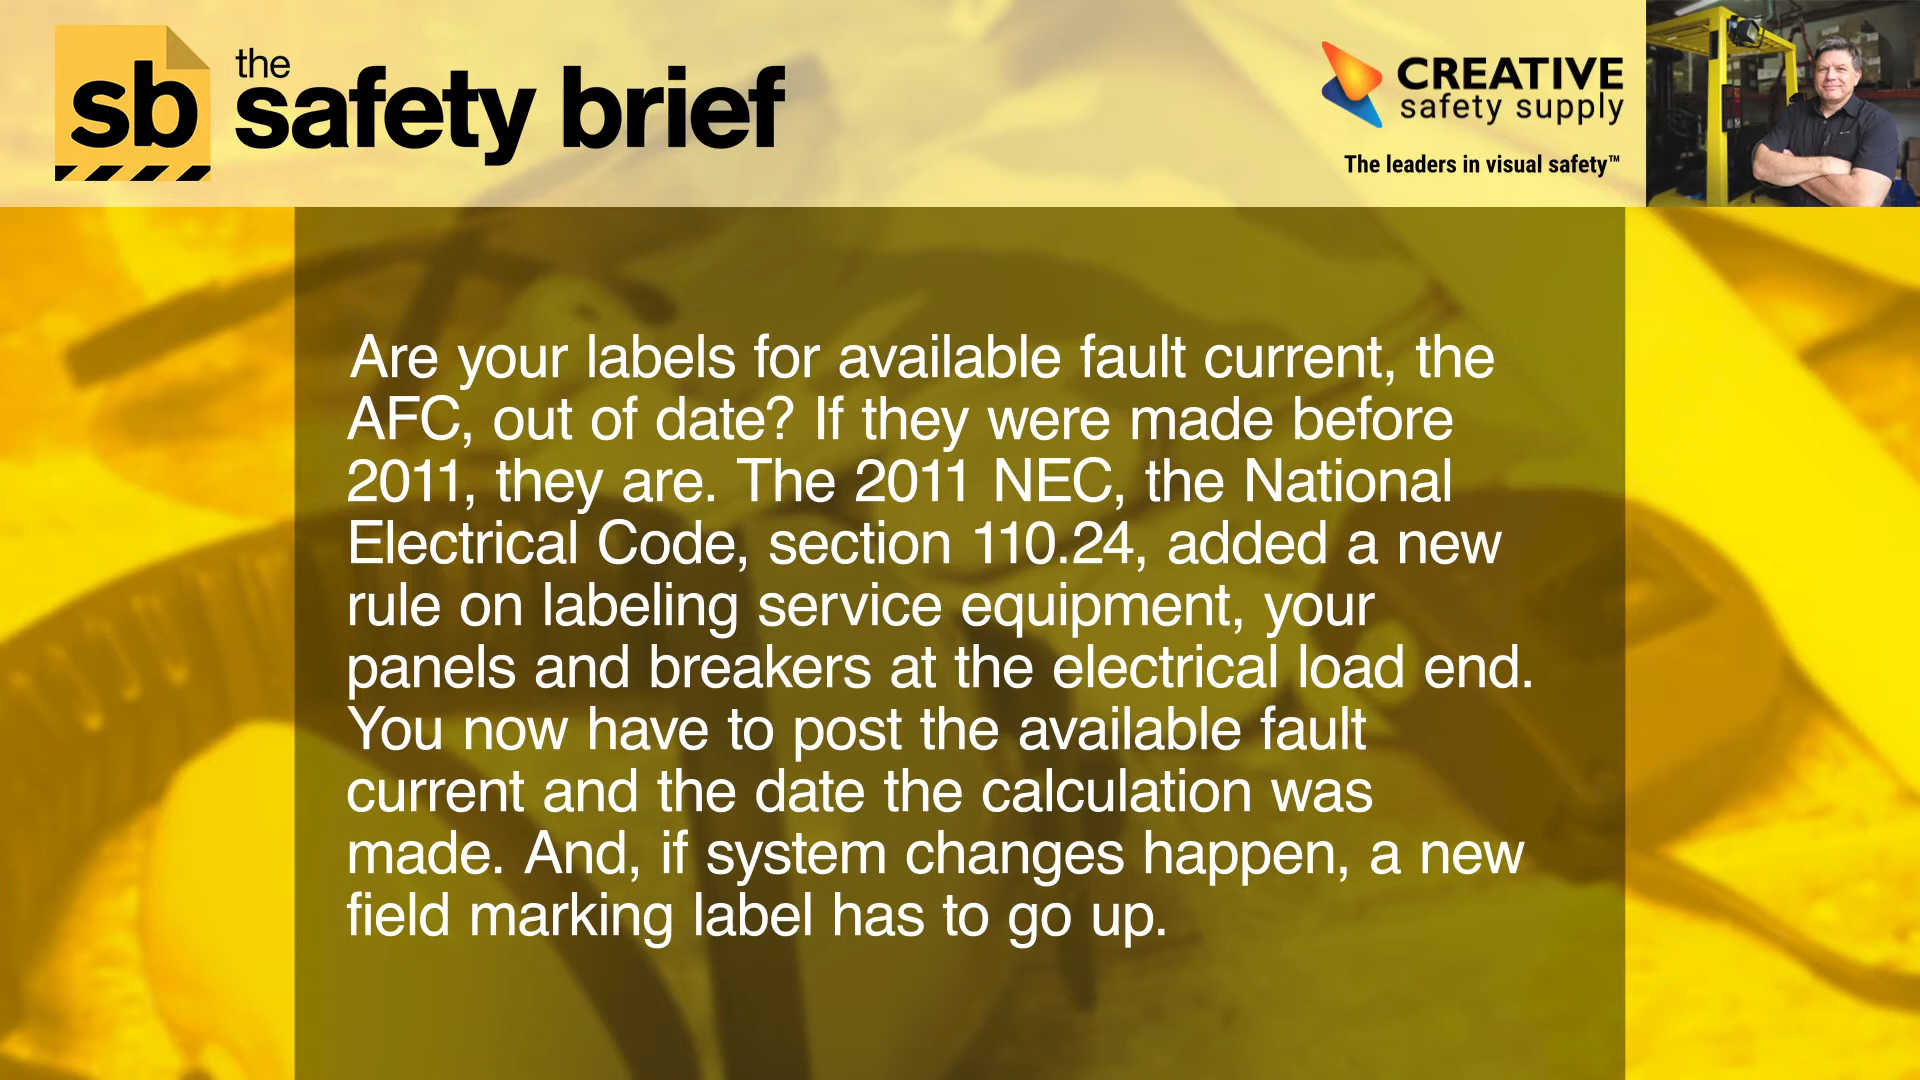 sb
the
safety brief
CREATIVE
safety supply
The leaders in visual safety™
Are your labels for available fault current, the
AFC, out of date? If they were made before
2011, they are. The 2011 NEC, the National
Electrical Code, section 110.24, added a new
rule on labeling service equipment, your
panels and breakers at the electrical load end.
You now have to post the available fault
current and the date the calculation was
made. And, if system changes happen, a new
field marking label has to go up.